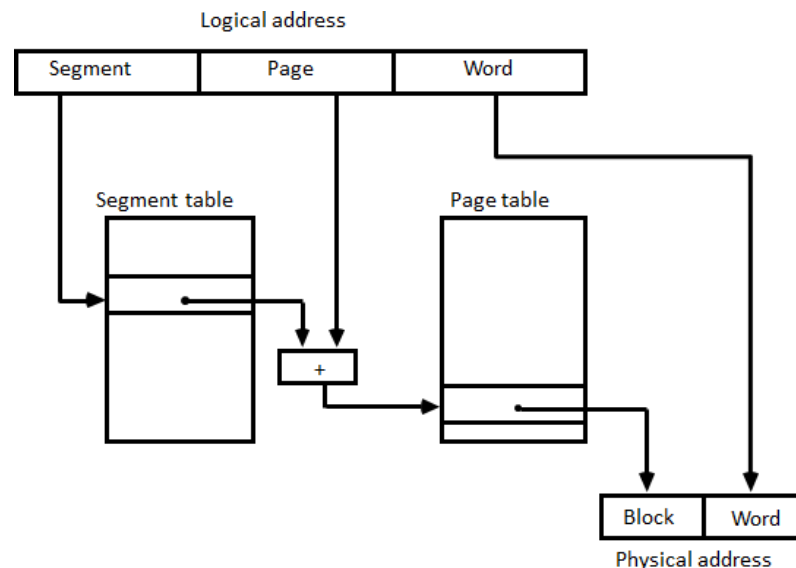 Logical address
Segment Page Word
Segment table Page table
+
Block Word
Physical address